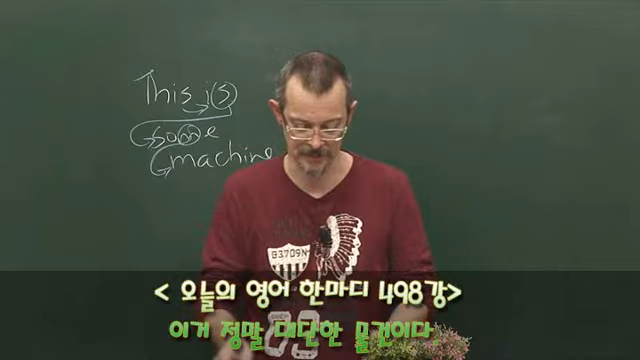 This is
some
machine
G3709N
< 오늘의 영어 한마디 498강>
이거 정말 대단한 물건이다.